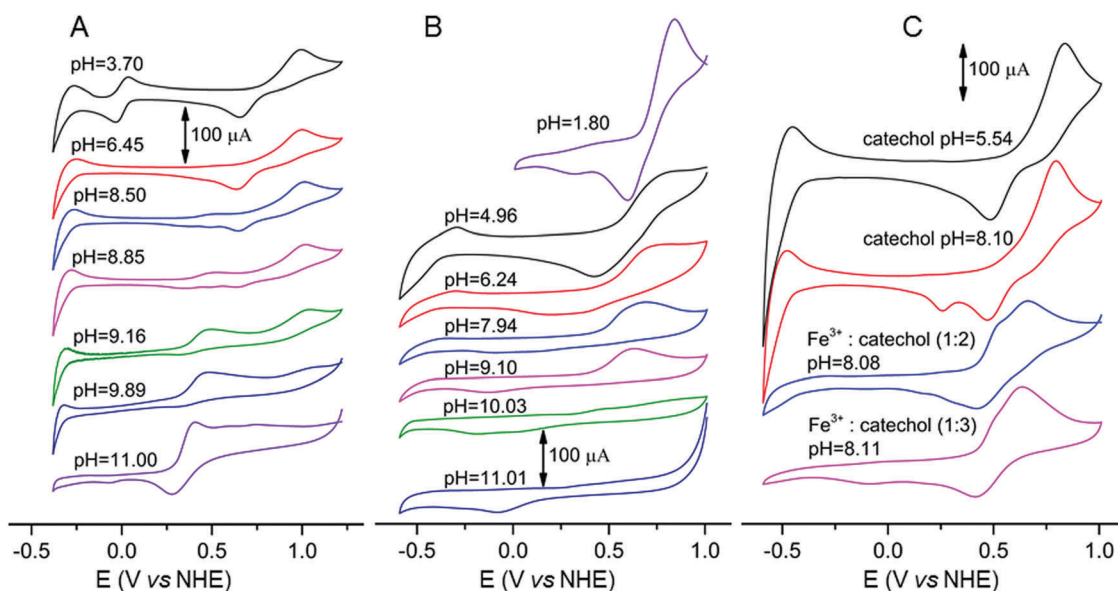 A
pH=3.70
100 μA
pH=6.45
pH=8.50
pH=8.85
pH=9.16
pH=9.89
pH=11.00
-0.5 0.0 0.5 1.0
E (V vs NHE)
B
pH=1.80
pH=4.96
pH=6.24
pH=7.94
pH=9.10
pH=10.03
100 μA
pH=11.01
0.0 0.5 1.0
E (V vs NHE)
C
100 μA
catechol pH=5.54
catechol pH=8.10
Fe³⁺ : catechol (1:2)
pH=8.08
Fe³⁺ : catechol (1:3)
pH=8.11
-0.5 0.0 0.5 1.0
E (V vs NHE)